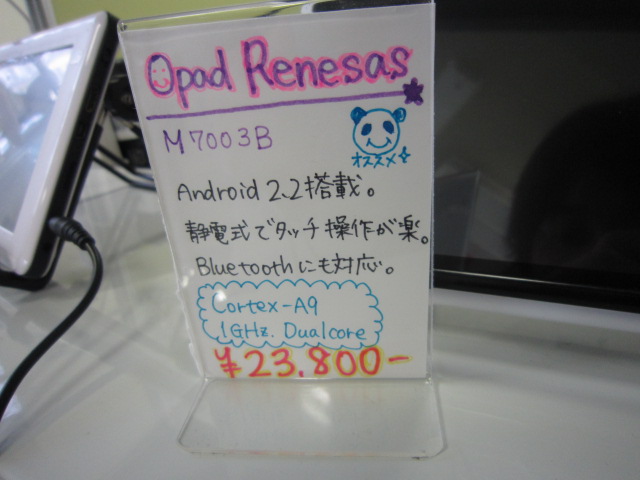 Opad Renesas
M7003B
オススメ
Android 2.2搭載。
静電式でタッチ操作が楽。
Bluetoothにも対応。
Cortex-A9
1GHz. Dualcore
¥23,800-